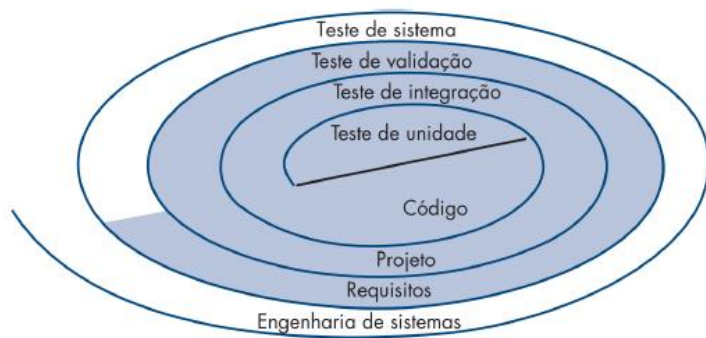 Teste de sistema
Teste de validação
Teste de integração
Teste de unidade
Código
Projeto
Requisitos
Engenharia de sistemas